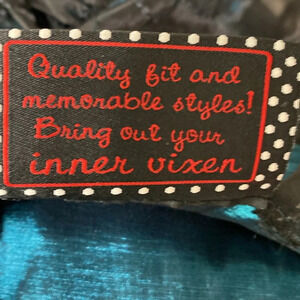 Quality fit and
memorable styles!
Bring out your
inner vixen